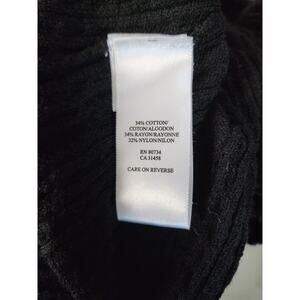 34% COTTON/
COTON/ALGODON
34% RAYON/RAYONNE
32% NYLON/NILON
RN 80734
CA 31458
CARE ON REVERSE